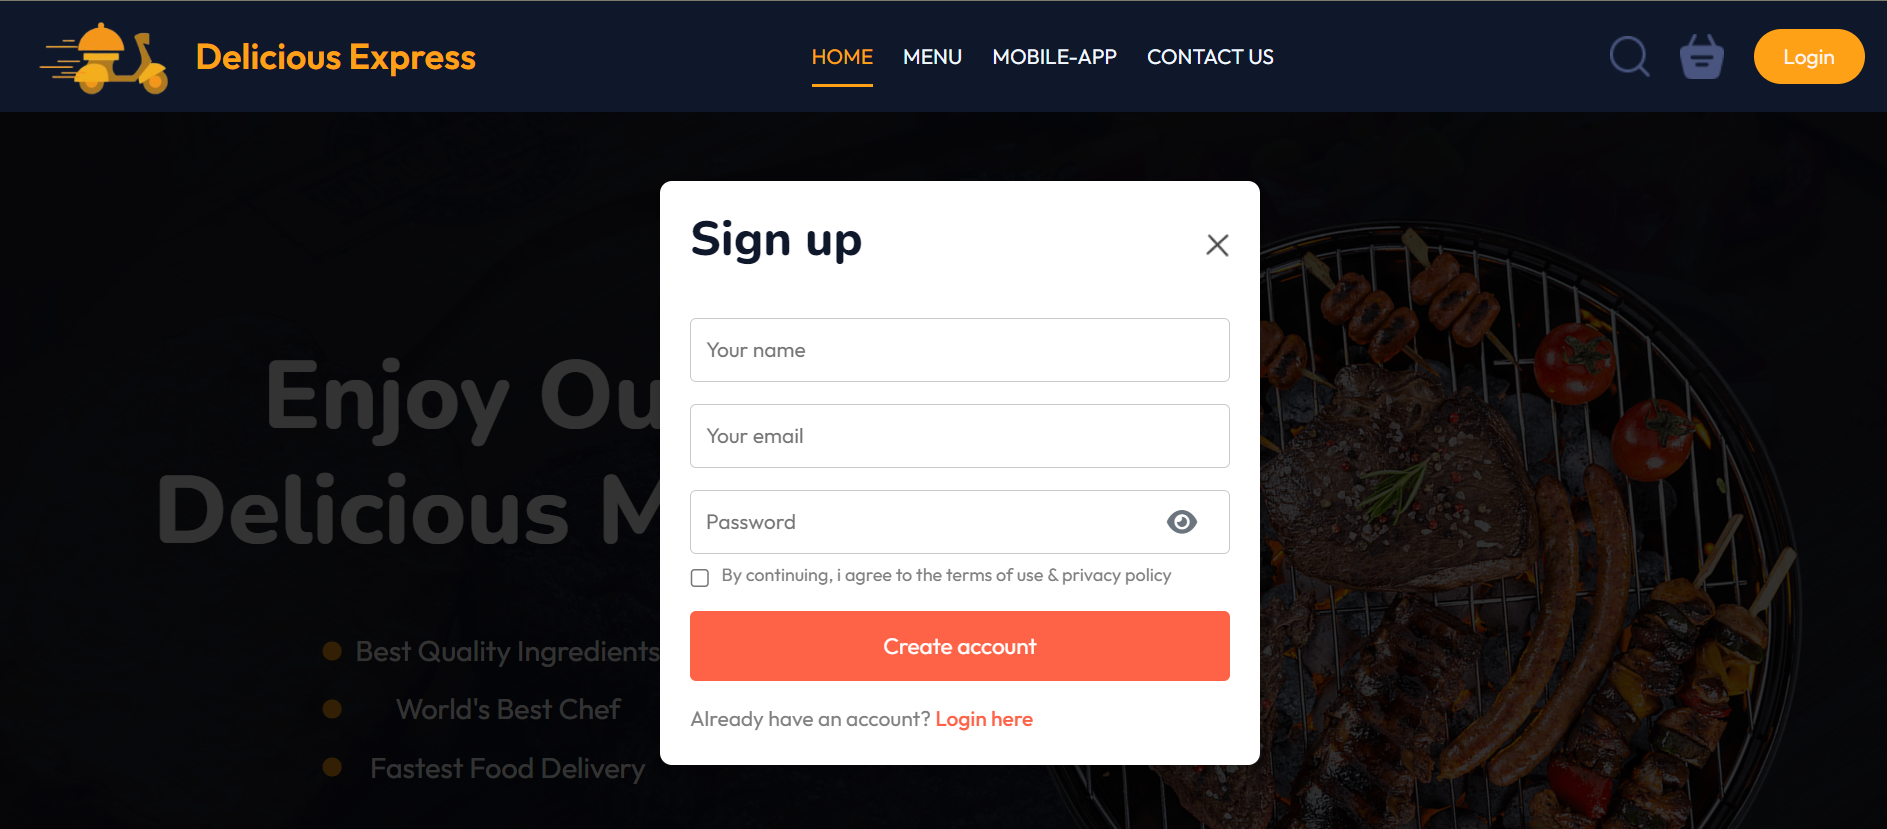 Delicious Express
HOME MENU MOBILE-APP CONTACT US
Login
Sign up
Your name
Your email
Password
By continuing, i agree to the terms of use & privacy policy
Create account
Already have an account? Login here
Enjoy Ou
Delicious M
Best Quality Ingredients
World's Best Chef
Fastest Food Delivery